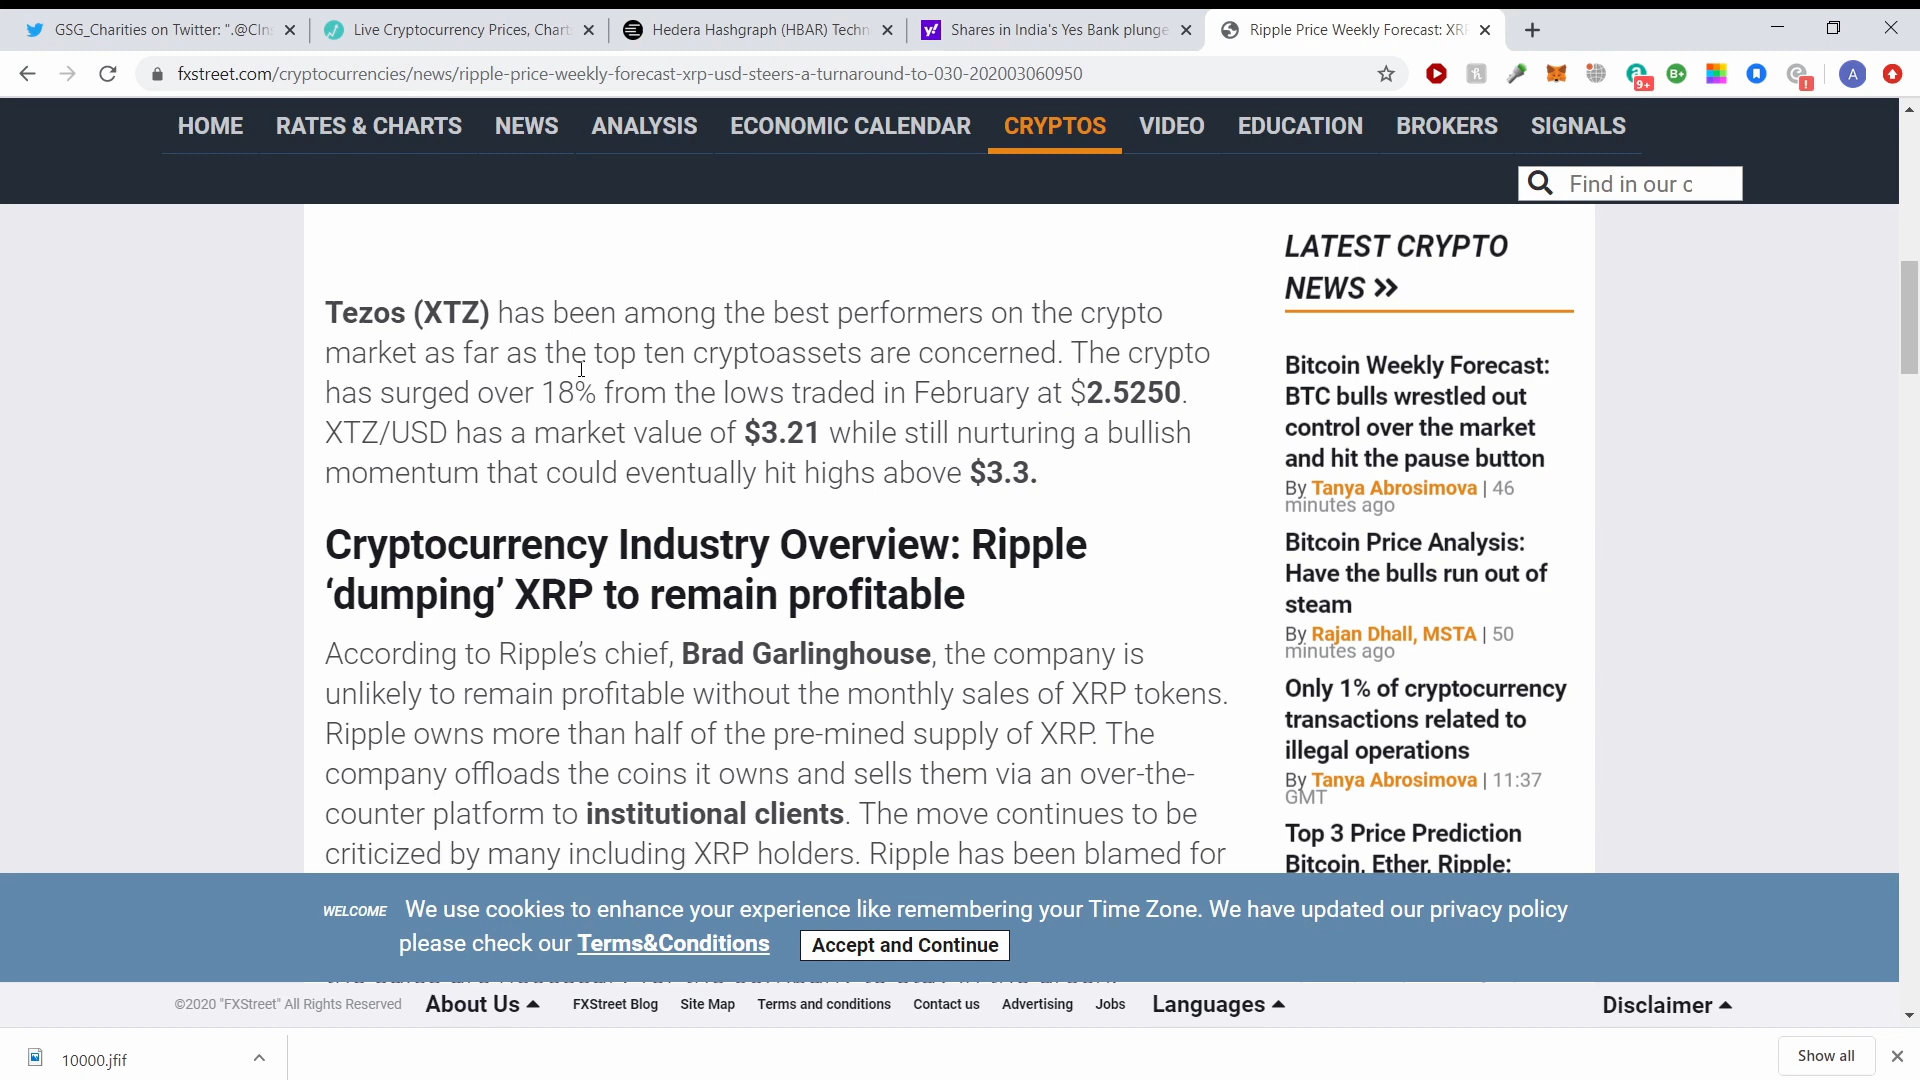 GSG_Charities on Twitter: ".@CIns
Live Cryptocurrency Prices, Chart
Hedera Hashgraph (HBAR) Techn
Shares in India's Yes Bank plunge
Ripple Price Weekly Forecast: XRP
fxstreet.com/cryptocurrencies/news/ripple-price-weekly-forecast-xrp-usd-steers-a-turnaround-to-030-202003060950
9+
B+
A
HOME RATES & CHARTS NEWS ANALYSIS ECONOMIC CALENDAR CRYPTOS VIDEO EDUCATION BROKERS SIGNALS
Find in our c
Tezos (XTZ) has been among the best performers on the crypto
market as far as the top ten cryptoassets are concerned. The crypto
has surged over 18% from the lows traded in February at $2.5250.
XTZ/USD has a market value of $3.21 while still nurturing a bullish
momentum that could eventually hit highs above $3.3.
Cryptocurrency Industry Overview: Ripple
‘dumping’ XRP to remain profitable
According to Ripple’s chief, Brad Garlinghouse, the company is
unlikely to remain profitable without the monthly sales of XRP tokens.
Ripple owns more than half of the pre-mined supply of XRP. The
company offloads the coins it owns and sells them via an over-the-
counter platform to institutional clients. The move continues to be
criticized by many including XRP holders. Ripple has been blamed for
LATEST CRYPTO
NEWS »
Bitcoin Weekly Forecast:
BTC bulls wrestled out
control over the market
and hit the pause button
By Tanya Abrosimova | 46
minutes ago
Bitcoin Price Analysis:
Have the bulls run out of
steam
By Rajan Dhall, MSTA | 50
minutes ago
Only 1% of cryptocurrency
transactions related to
illegal operations
By Tanya Abrosimova | 11:37
GMT
Top 3 Price Prediction
Bitcoin, Ether, Ripple:
WELCOME We use cookies to enhance your experience like remembering your Time Zone. We have updated our privacy policy
please check our Terms&Conditions Accept and Continue
©2020 "FXStreet" All Rights Reserved About Us FXStreet Blog Site Map Terms and conditions Contact us Advertising Jobs Languages Disclaimer
10000.jfif
Show all